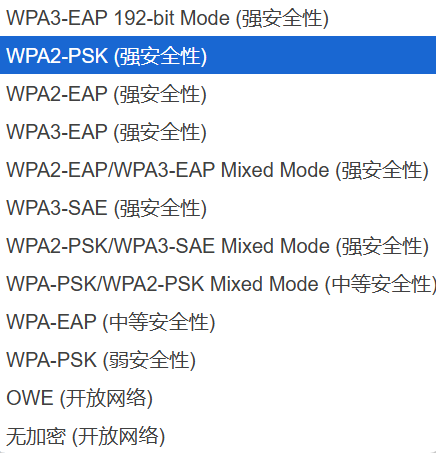 WPA3-EAP 192-bit Mode (强安全性)
WPA2-PSK (强安全性)
WPA2-EAP (强安全性)
WPA3-EAP (强安全性)
WPA2-EAP/WPA3-EAP Mixed Mode (强安全性)
WPA3-SAE (强安全性)
WPA2-PSK/WPA3-SAE Mixed Mode (强安全性)
WPA-PSK/WPA2-PSK Mixed Mode (中等安全性)
WPA-EAP (中等安全性)
WPA-PSK (弱安全性)
OWE (开放网络)
无加密 (开放网络)